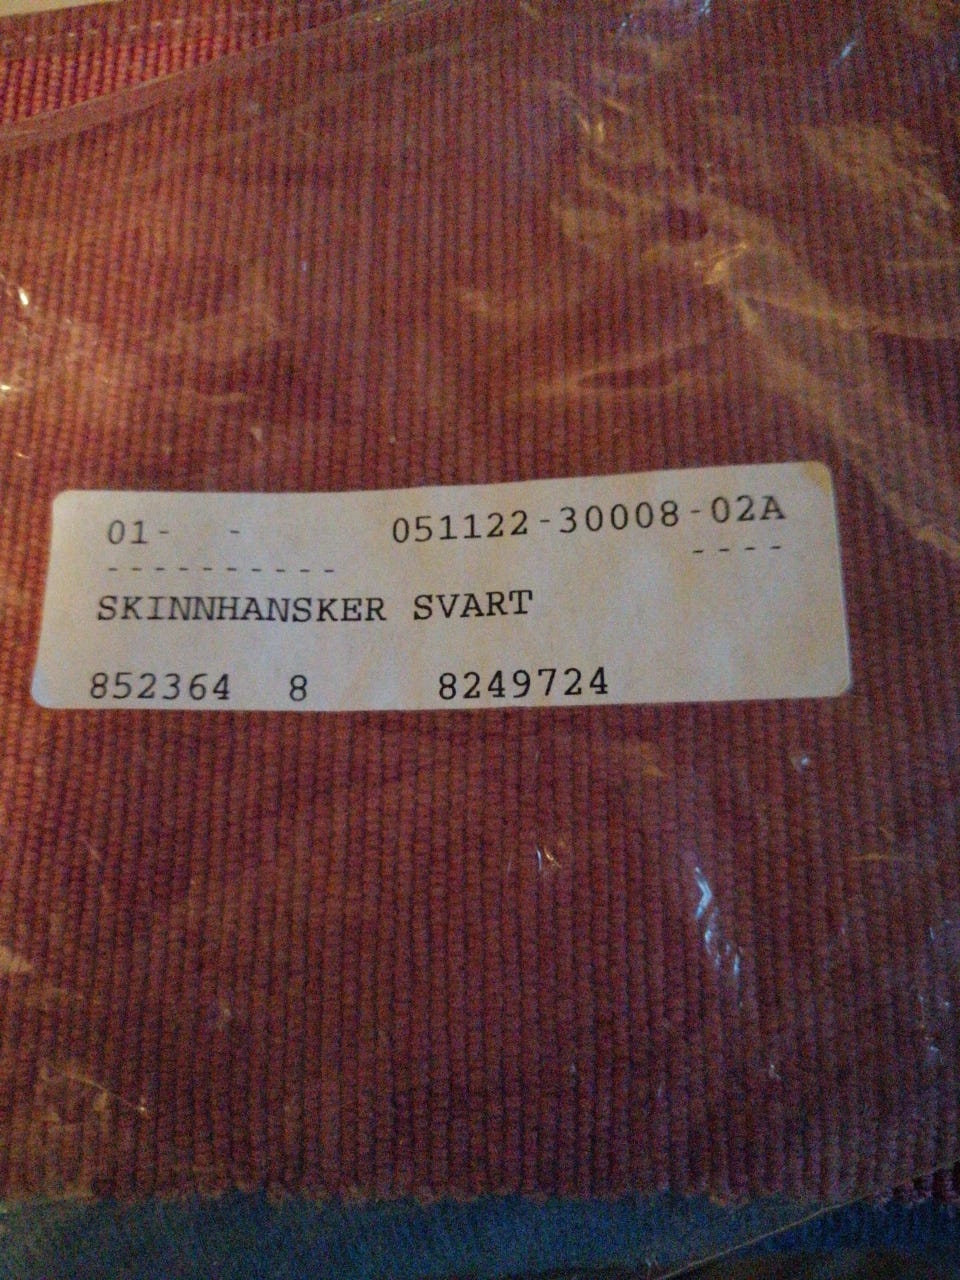 01-   -   051122-30008-02A
---------- ----
SKINNHANSKER SVART
852364 8 8249724